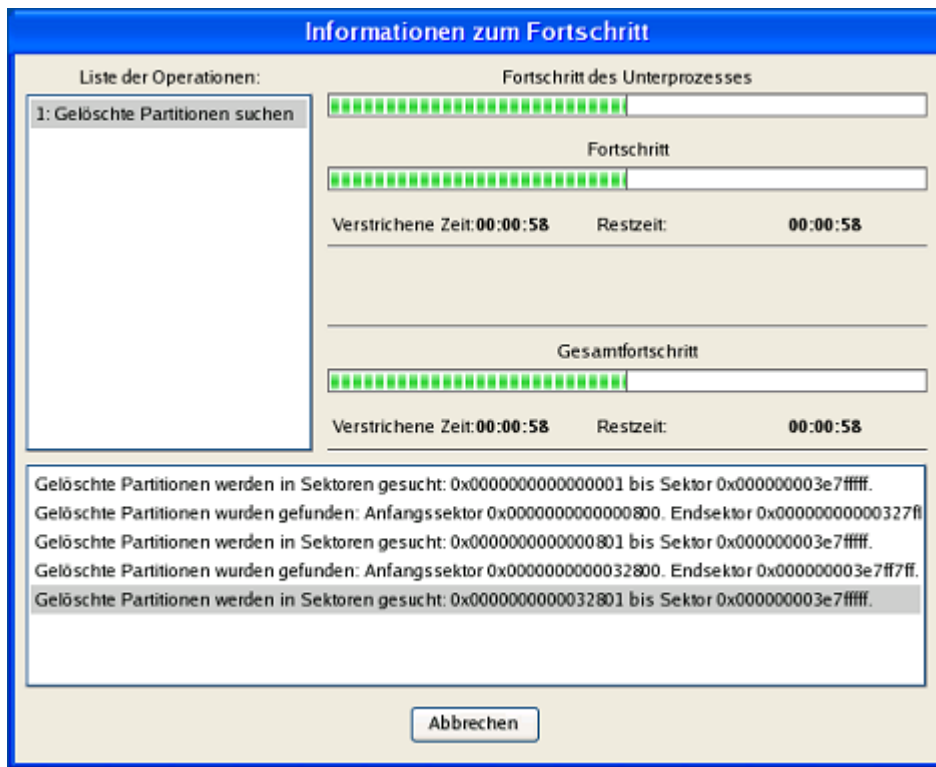 Informationen zum Fortschritt
Liste der Operationen:
1: Gelöschte Partitionen suchen
Fortschritt des Unterprozesses
Fortschritt
Verstrichene Zeit:00:00:58 Restzeit: 00:00:58
Gesamtfortschritt
Verstrichene Zeit:00:00:58 Restzeit: 00:00:58
Gelöschte Partitionen werden in Sektoren gesucht: 0x0000000000000001 bis Sektor 0x000000003e7fffff.
Gelöschte Partitionen wurden gefunden: Anfangssektor 0x0000000000000800. Endsektor 0x00000000000327ff
Gelöschte Partitionen werden in Sektoren gesucht: 0x0000000000000801 bis Sektor 0x000000003e7fffff.
Gelöschte Partitionen wurden gefunden: Anfangssektor 0x0000000000032800. Endsektor 0x000000003e7ff7ff.
Gelöschte Partitionen werden in Sektoren gesucht: 0x0000000000032801 bis Sektor 0x000000003e7fffff.
Abbrechen